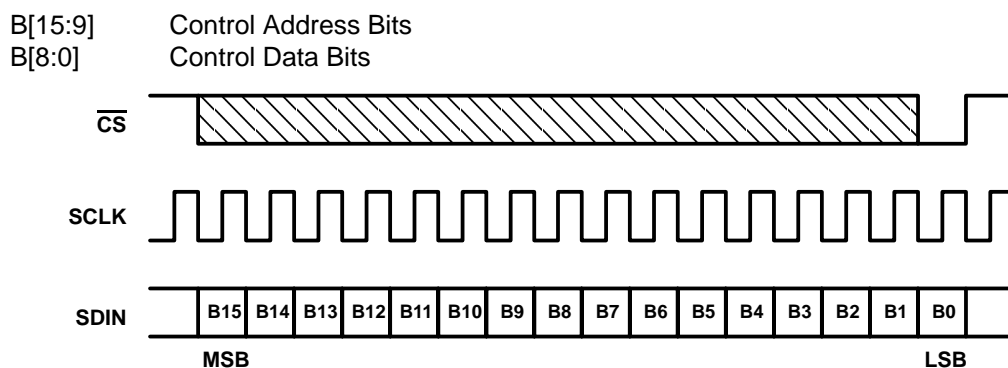 B[15:9] Control Address Bits
B[8:0] Control Data Bits
CS
SCLK
SDIN B15 B14 B13 B12 B11 B10 B9 B8 B7 B6 B5 B4 B3 B2 B1 B0
MSB LSB